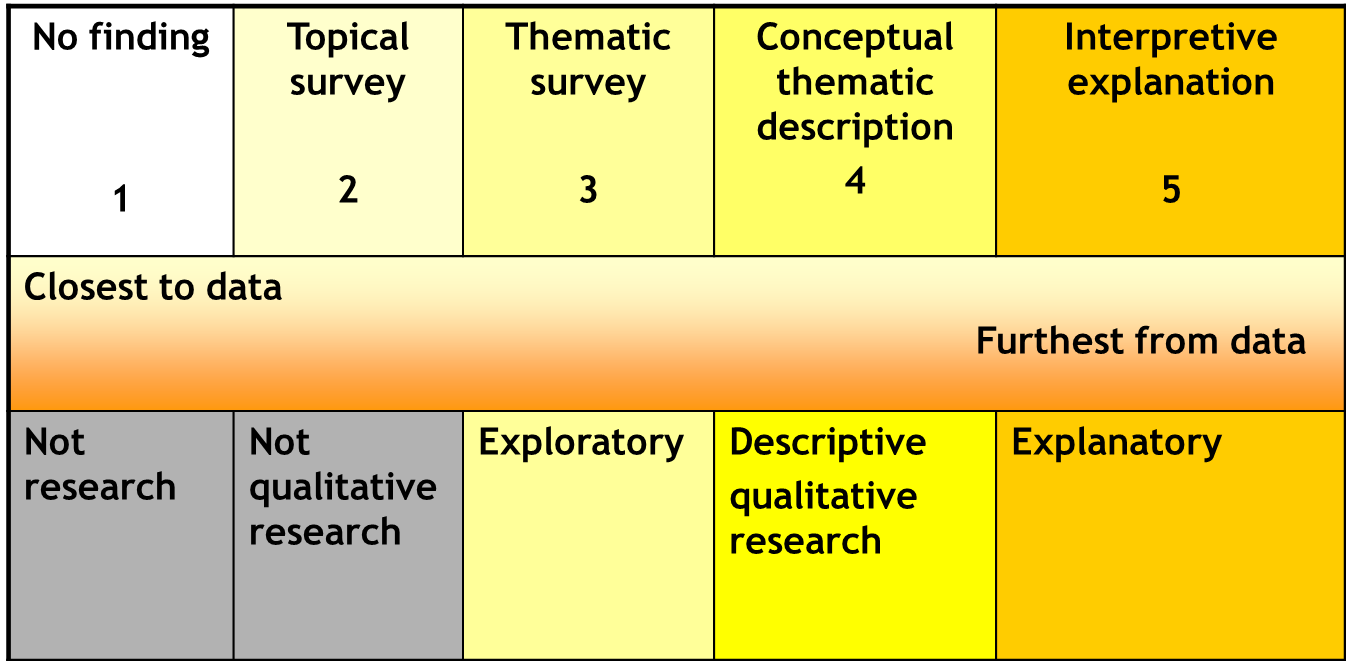 No finding
1
Topical
survey
2
Thematic
survey
3
Conceptual
thematic
description
4
Interpretive
explanation
5
Closest to data
Furthest from data
Not
research
Not
qualitative
research
Exploratory
Descriptive
qualitative
research
Explanatory